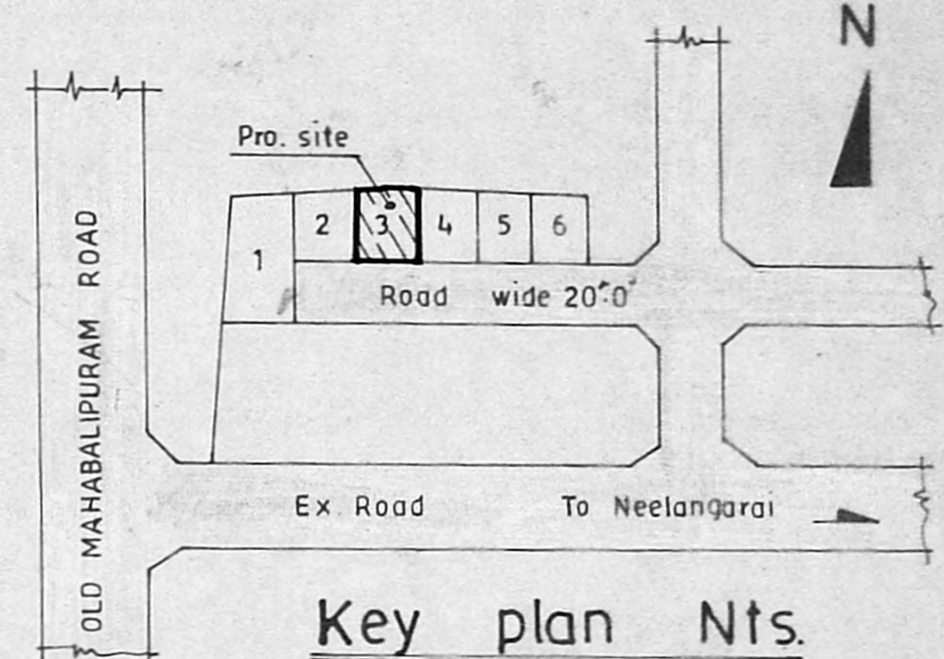 N
Pro. site
1
2
3
4
5
6
Road wide 20'-0"
OLD MAHABALIPURAM ROAD
Ex. Road To Neelangarai
Key plan Nts.